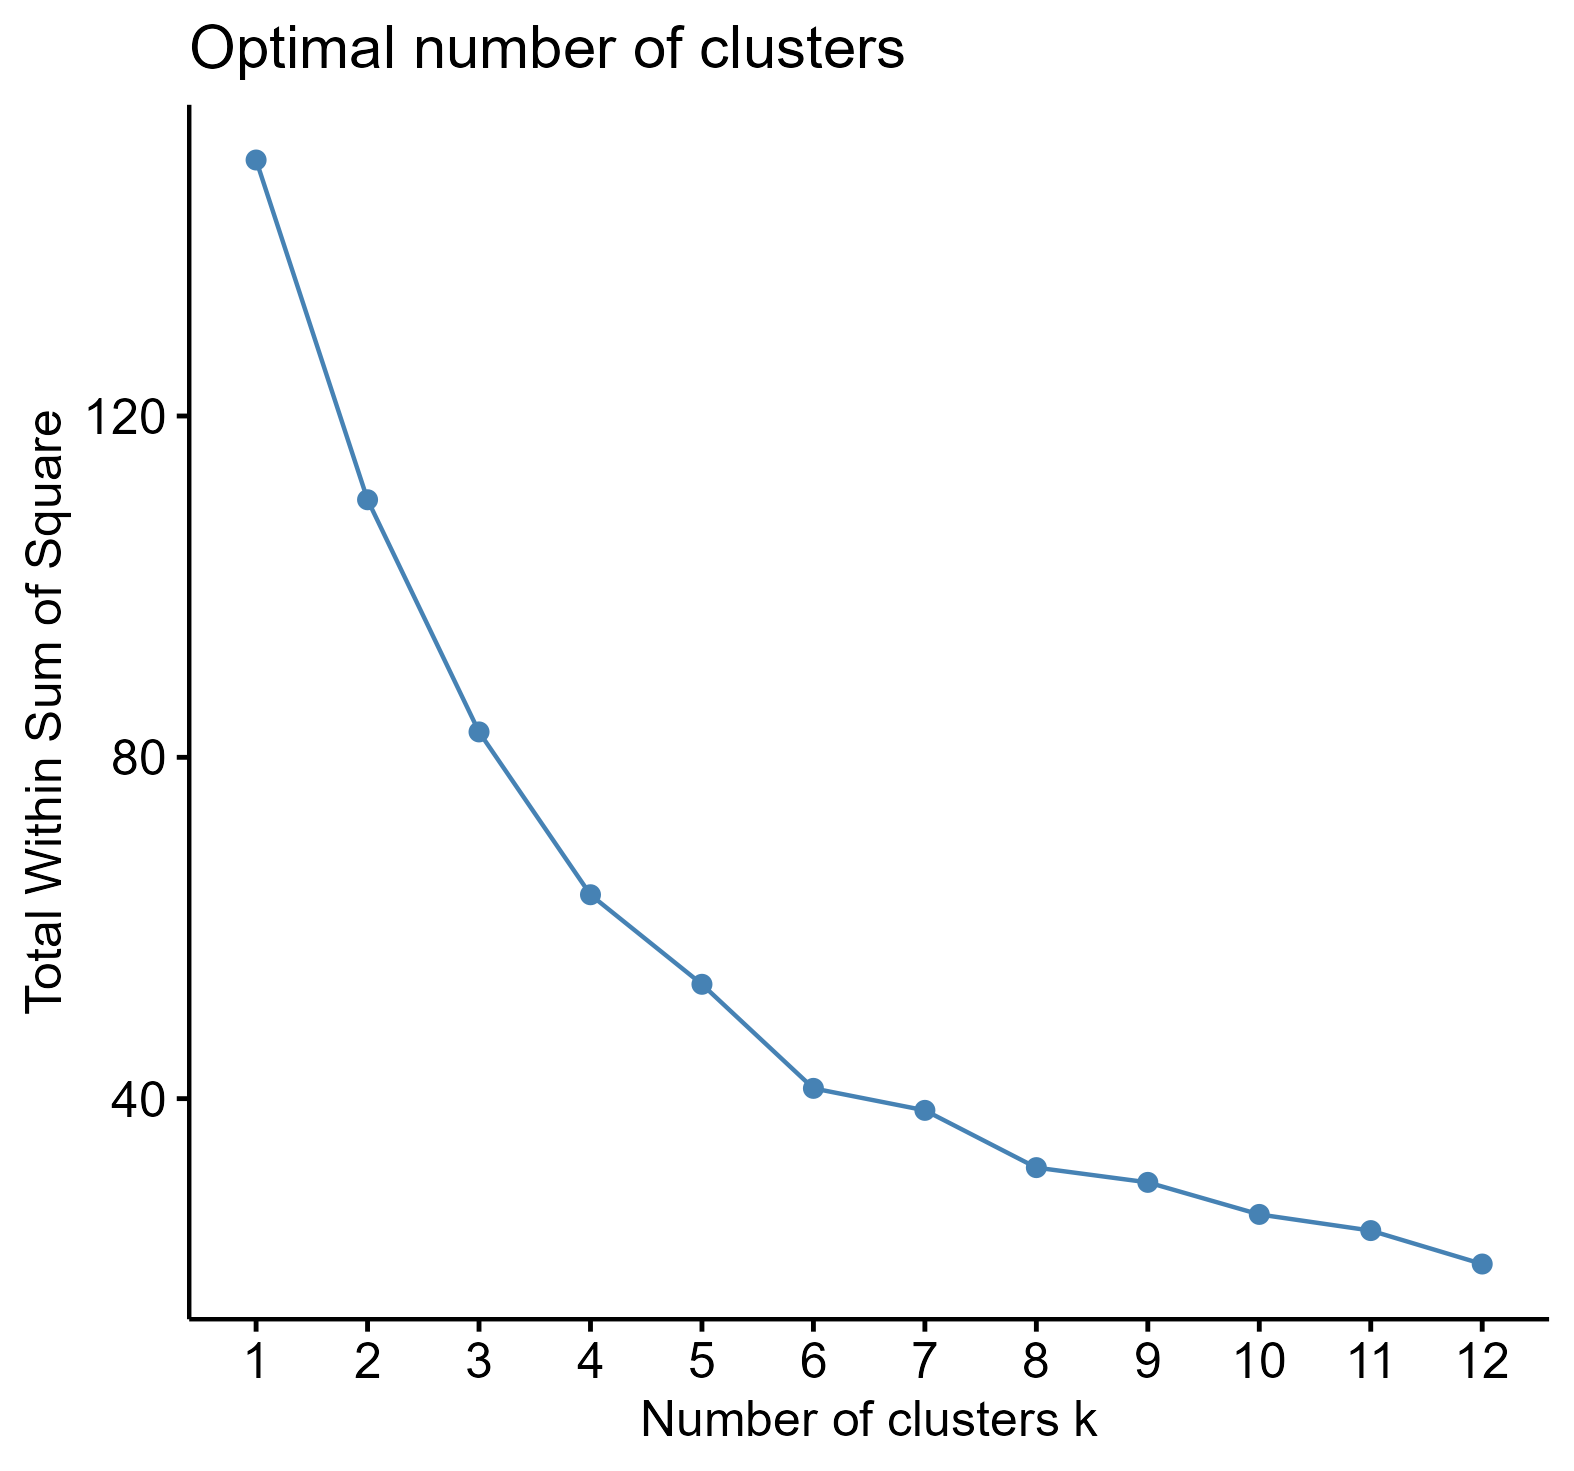 Optimal number of clusters
Total Within Sum of Square
120
80
40
1 2 3 4 5 6 7 8 9 10 11 12
Number of clusters k